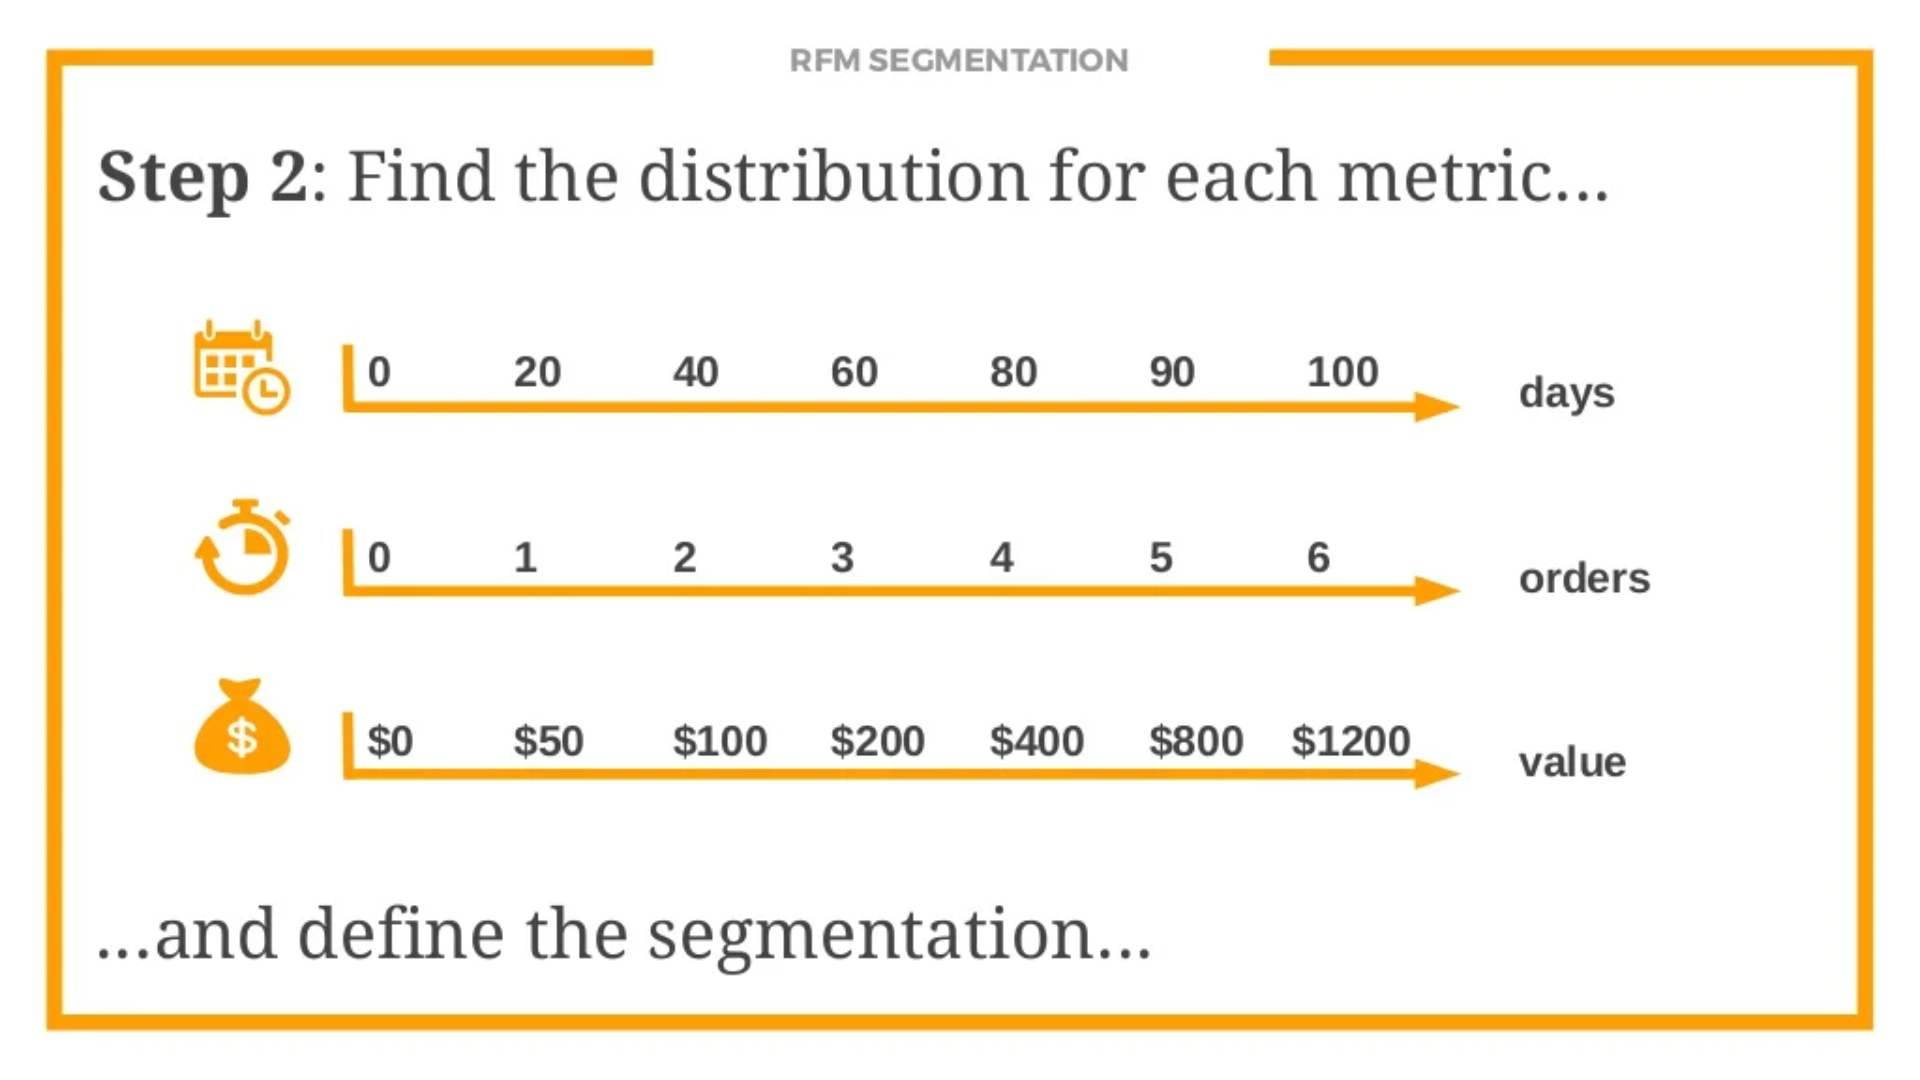 RFM SEGMENTATION
Step 2: Find the distribution for each metric...
0 20 40 60 80 90 100 days
0 1 2 3 4 5 6 orders
$ $0 $50 $100 $200 $400 $800 $1200 value
...and define the segmentation...